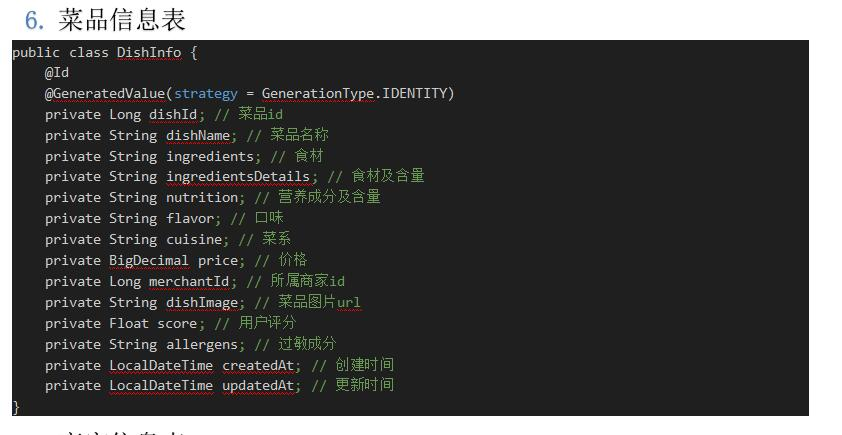 6. 菜品信息表
public class DishInfo {
    @Id
    @GeneratedValue(strategy = GenerationType.IDENTITY)
    private Long dishId; // 菜品id
    private String dishName; // 菜品名称
    private String ingredients; // 食材
    private String ingredientsDetails; // 食材及含量
    private String nutrition; // 营养成分及含量
    private String flavor; // 口味
    private String cuisine; // 菜系
    private BigDecimal price; // 价格
    private Long merchantId; // 所属商家id
    private String dishImage; // 菜品图片url
    private Float score; // 用户评分
    private String allergens; // 过敏成分
    private LocalDateTime createdAt; // 创建时间
    private LocalDateTime updatedAt; // 更新时间
}